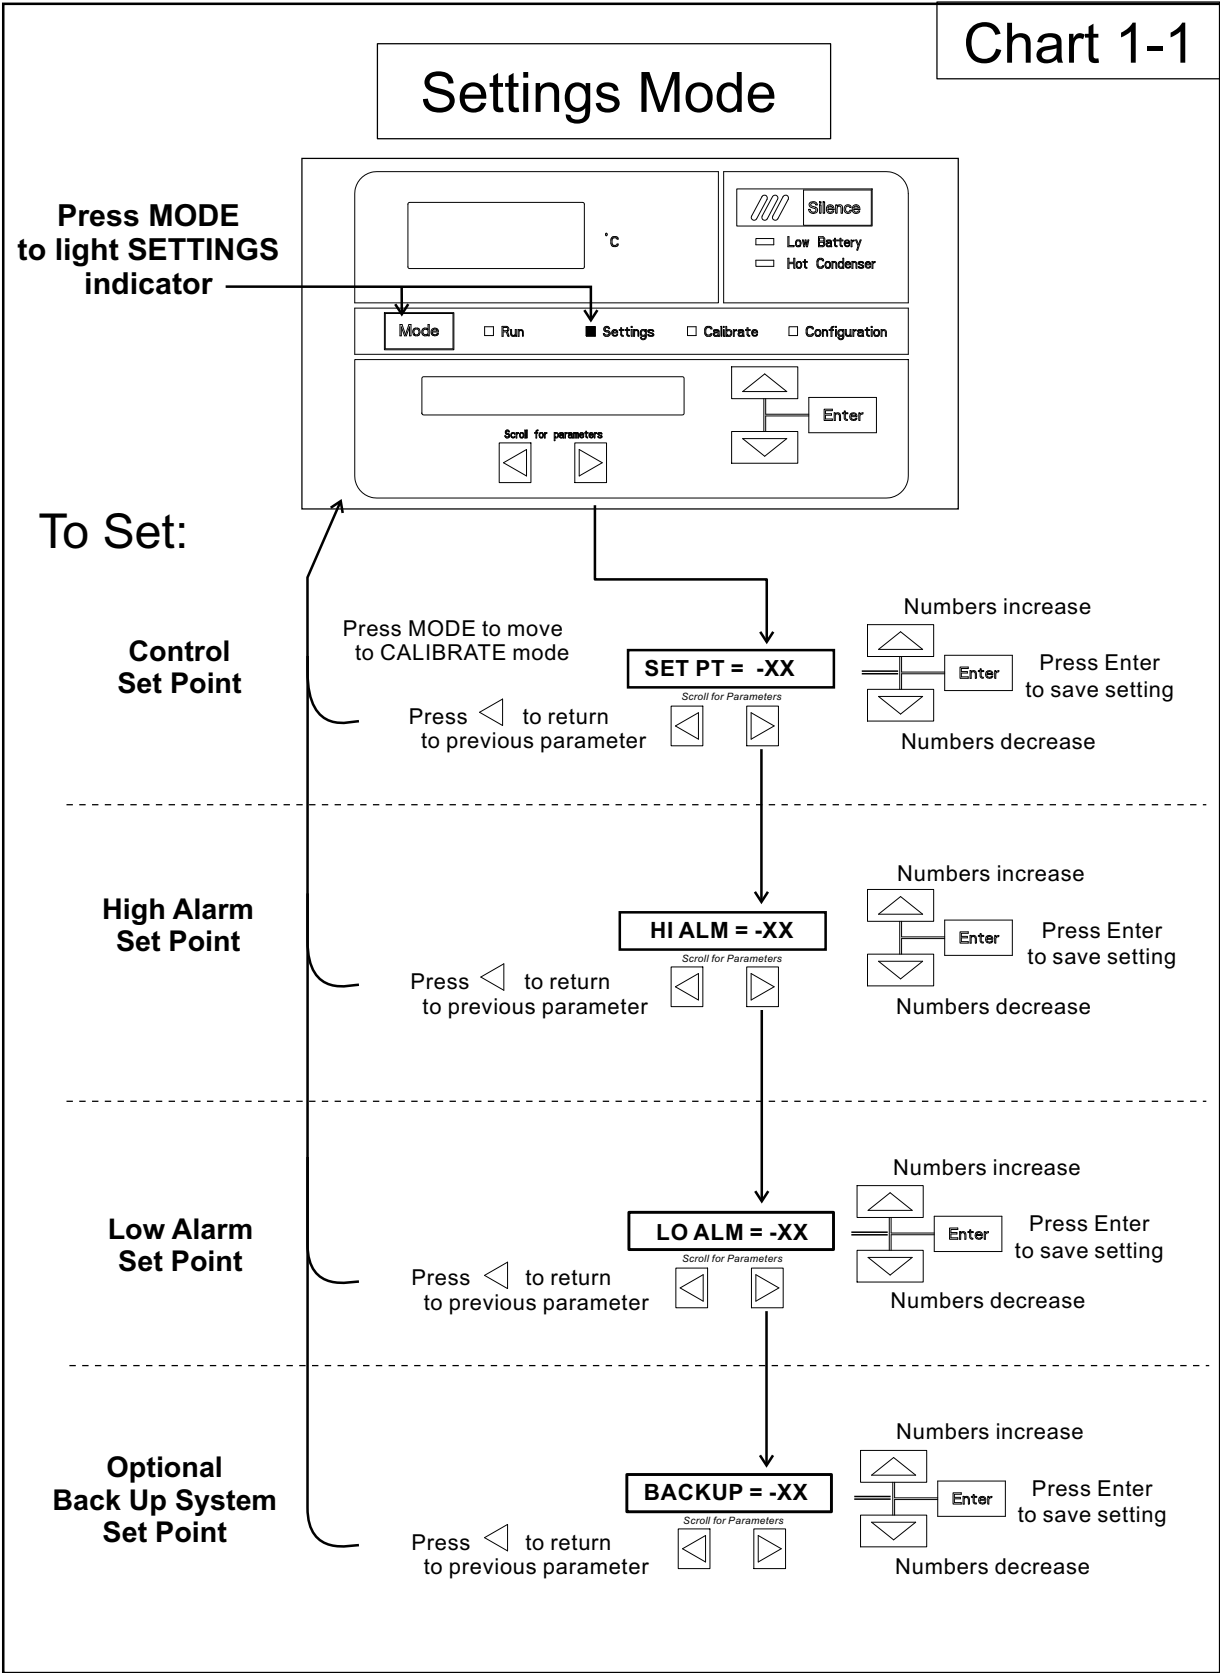 Chart 1-1
Settings Mode
Press MODE
to light SETTINGS
indicator
°C
Silence
Low Battery
Hot Condenser
Mode
Run
Settings
Calibrate
Configuration
Scroll for parameters
Enter
To Set:
Control
Set Point
Press MODE to move
to CALIBRATE mode
Press to return
to previous parameter
SET PT = -XX
Scroll for Parameters
Numbers increase
Enter
Press Enter
to save setting
Numbers decrease
High Alarm
Set Point
Press to return
to previous parameter
HI ALM = -XX
Scroll for Parameters
Numbers increase
Enter
Press Enter
to save setting
Numbers decrease
Low Alarm
Set Point
Press to return
to previous parameter
LO ALM = -XX
Scroll for Parameters
Numbers increase
Enter
Press Enter
to save setting
Numbers decrease
Optional
Back Up System
Set Point
Press to return
to previous parameter
BACKUP = -XX
Scroll for Parameters
Numbers increase
Enter
Press Enter
to save setting
Numbers decrease